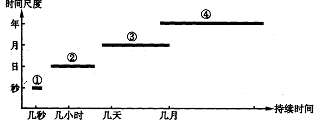 时间尺度
年
④
月
③
日
②
秒
①
几秒 几小时 几天 几月 持续时间